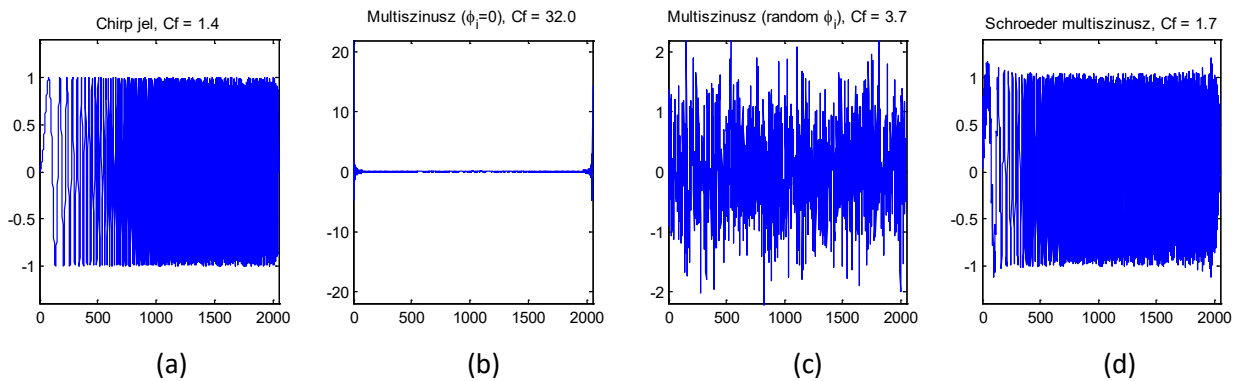 Chirp jel, Cf = 1.4
1
0.5
0
-0.5
-1
0 500 1000 1500 2000
(a)
Multiszinusz (ϕi=0), Cf = 32.0
20
10
0
-10
-20
0 500 1000 1500 2000
(b)
Multiszinusz (random ϕi), Cf = 3.7
2
1
0
-1
-2
0 500 1000 1500 2000
(c)
Schroeder multiszinusz, Cf = 1.7
1
0.5
0
-0.5
-1
0 500 1000 1500 2000
(d)